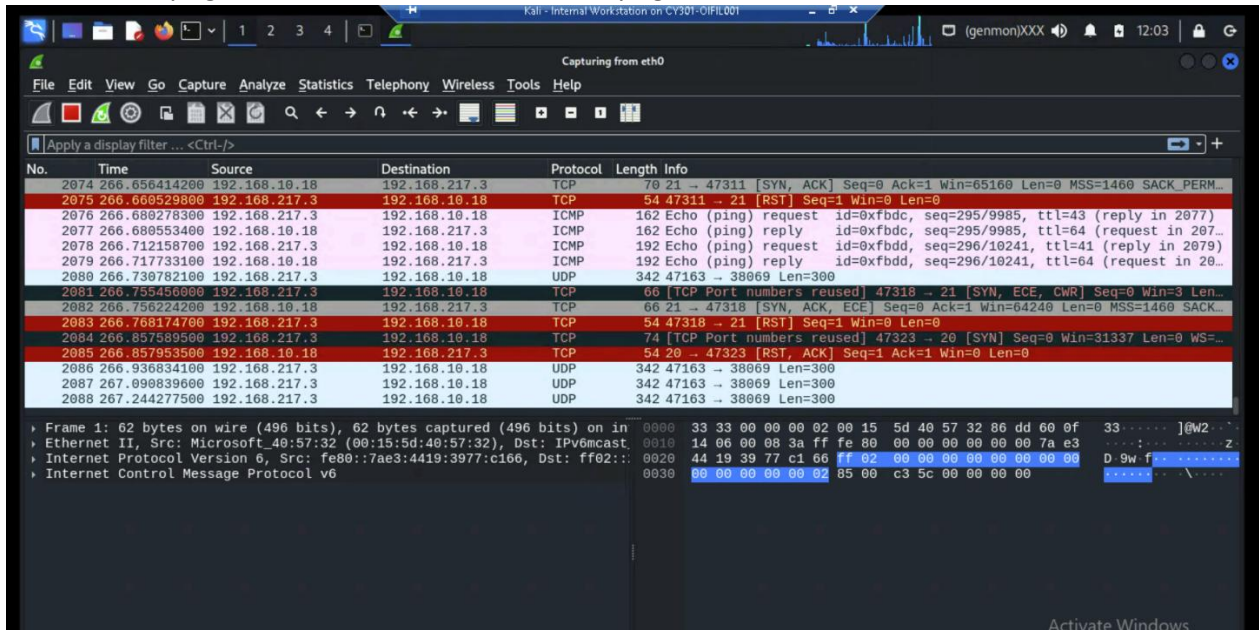 Kali - Internal Workstation on CY301-OIFIL001
1 2 3 4 (genmon)XXX 12:03
Capturing from eth0
File Edit View Go Capture Analyze Statistics Telephony Wireless Tools Help
Apply a display filter … <Ctrl-/>
No. Time Source Destination Protocol Length Info
2074 266.656414200 192.168.10.18 192.168.217.3 TCP 70 21 → 47311 [SYN, ACK] Seq=0 Ack=1 Win=65160 Len=0 MSS=1460 SACK_PERM…
2075 266.660529800 192.168.217.3 192.168.10.18 TCP 54 47311 → 21 [RST] Seq=1 Win=0 Len=0
2076 266.680278300 192.168.217.3 192.168.10.18 ICMP 162 Echo (ping) request id=0xfbdc, seq=295/9985, ttl=43 (reply in 2077)
2077 266.680553400 192.168.10.18 192.168.217.3 ICMP 162 Echo (ping) reply id=0xfbdc, seq=295/9985, ttl=64 (request in 207…
2078 266.712158700 192.168.217.3 192.168.10.18 ICMP 192 Echo (ping) request id=0xfbdd, seq=296/10241, ttl=41 (reply in 2079)
2079 266.717733100 192.168.10.18 192.168.217.3 ICMP 192 Echo (ping) reply id=0xfbdd, seq=296/10241, ttl=64 (request in 20…
2080 266.730782100 192.168.217.3 192.168.10.18 UDP 342 47163 → 38069 Len=300
2081 266.755456000 192.168.217.3 192.168.10.18 TCP 66 [TCP Port numbers reused] 47318 → 21 [SYN, ECE, CWR] Seq=0 Win=3 Len…
2082 266.756224200 192.168.10.18 192.168.217.3 TCP 66 21 → 47318 [SYN, ACK, ECE] Seq=0 Ack=1 Win=64240 Len=0 MSS=1460 SACK…
2083 266.768174700 192.168.217.3 192.168.10.18 TCP 54 47318 → 21 [RST] Seq=1 Win=0 Len=0
2084 266.857589500 192.168.217.3 192.168.10.18 TCP 74 [TCP Port numbers reused] 47323 → 20 [SYN] Seq=0 Win=31337 Len=0 WS=…
2085 266.857953500 192.168.10.18 192.168.217.3 TCP 54 20 → 47323 [RST, ACK] Seq=1 Ack=1 Win=0 Len=0
2086 266.936834100 192.168.217.3 192.168.10.18 UDP 342 47163 → 38069 Len=300
2087 267.090839600 192.168.217.3 192.168.10.18 UDP 342 47163 → 38069 Len=300
2088 267.244277500 192.168.217.3 192.168.10.18 UDP 342 47163 → 38069 Len=300
Frame 1: 62 bytes on wire (496 bits), 62 bytes captured (496 bits) on in
Ethernet II, Src: Microsoft_40:57:32 (00:15:5d:40:57:32), Dst: IPv6mcast_
Internet Protocol Version 6, Src: fe80::7ae3:4419:3977:c166, Dst: ff02::
Internet Control Message Protocol v6
0000 33 33 00 00 00 02 00 15 5d 40 57 32 86 dd 60 0f 33······ ]@W2··`·
0010 14 06 00 08 3a ff fe 80 00 00 00 00 00 00 7a e3 ····:··· ······z·
0020 44 19 39 77 c1 66 ff 02 00 00 00 00 00 00 00 00 D·9w·f·· ········
0030 00 00 00 00 00 02 85 00 c3 5c 00 00 00 00 ········ ·\····
Activate Windows